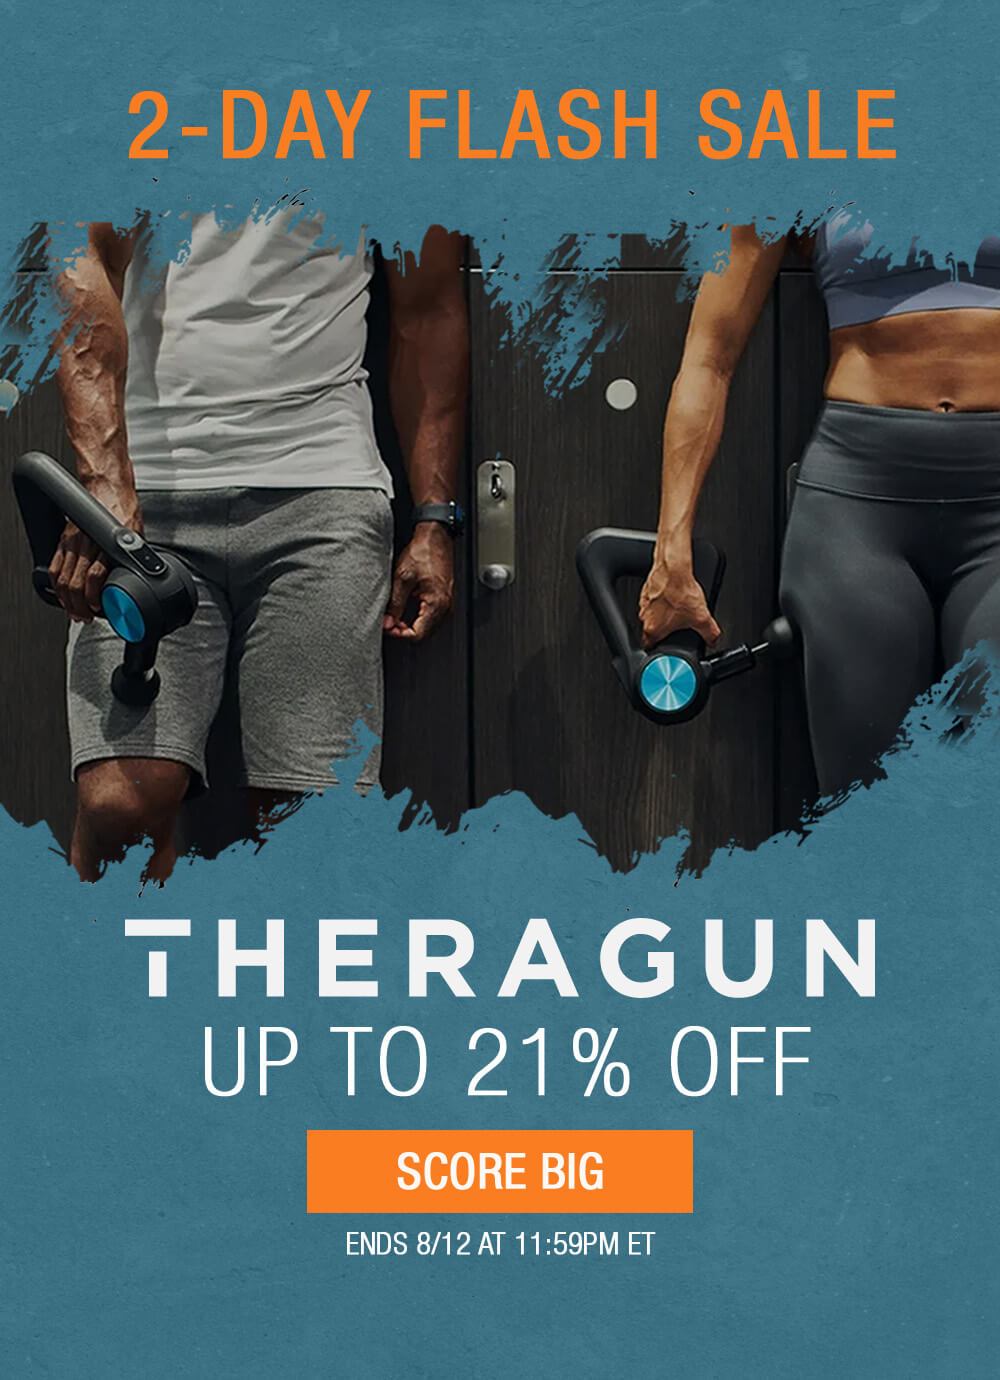 2-DAY FLASH SALE
THERAGUN
UP TO 21% OFF
SCORE BIG
ENDS 8/12 AT 11:59PM ET